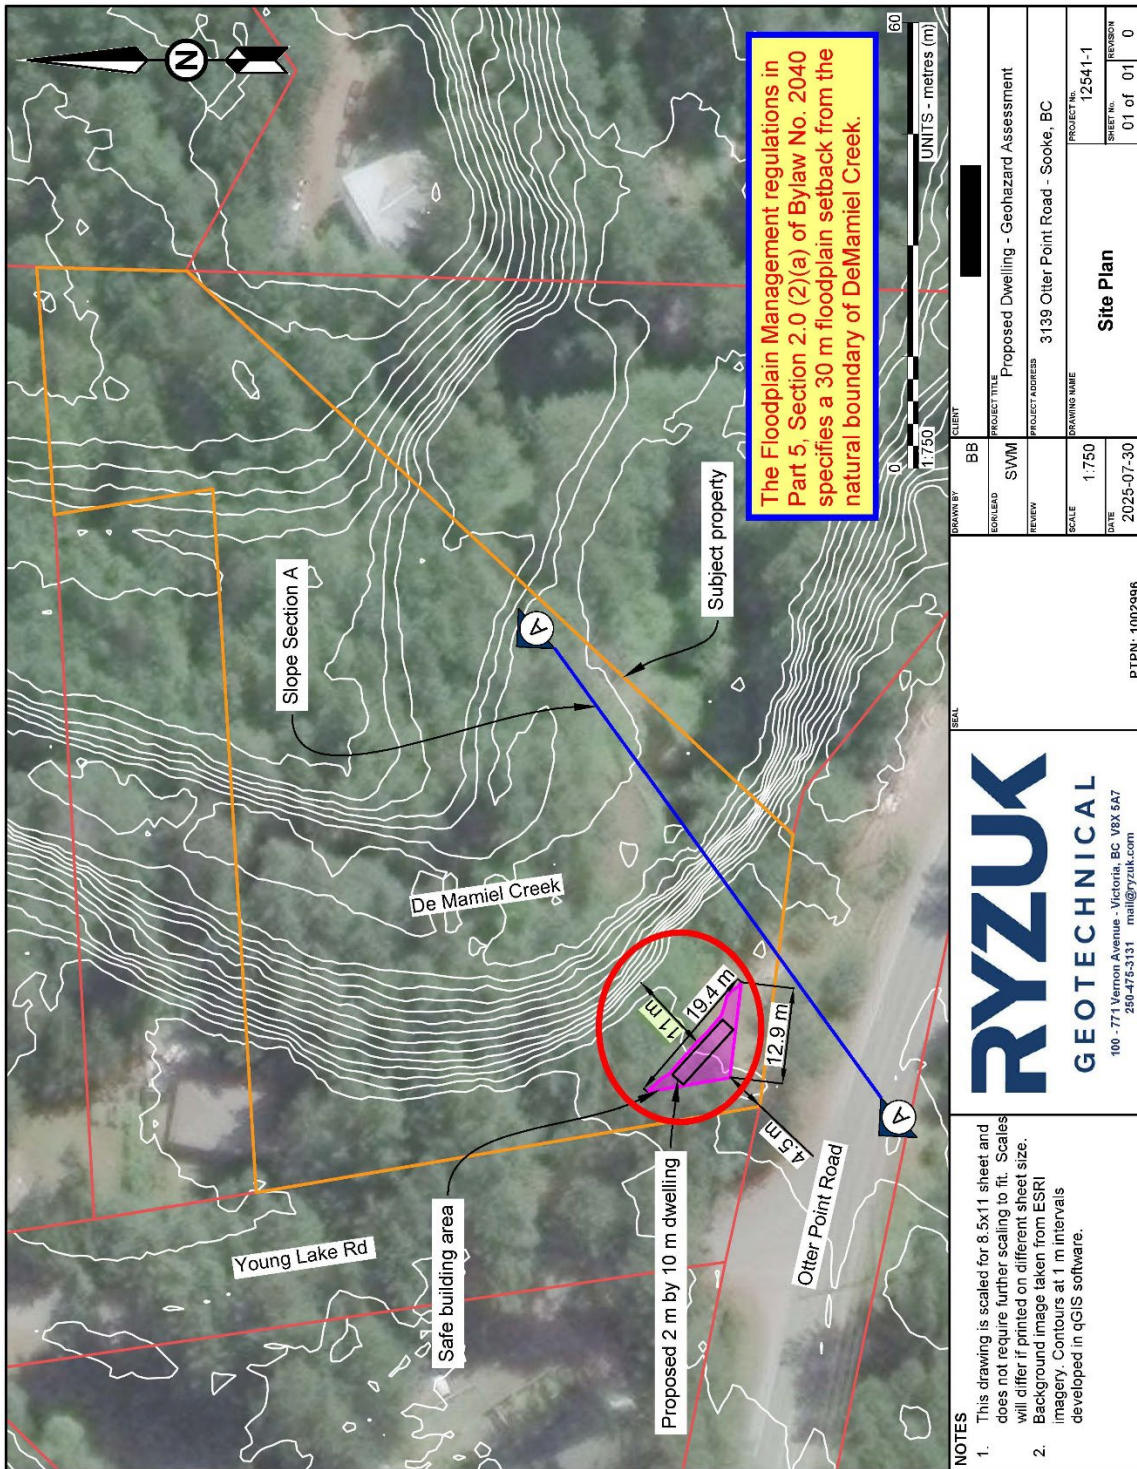 N
Slope Section A
A
Subject property
De Mamiel Creek
Young Lake Rd
Safe building area
Proposed 2 m by 10 m dwelling
11 m
19.4 m
12.9 m
4.5 m
Otter Point Road
A
The Floodplain Management regulations in
Part 5, Section 2.0 (2)(a) of Bylaw No. 2040
specifies a 30 m floodplain setback from the
natural boundary of DeMamiel Creek.
0
60
1:750
UNITS - metres (m)
NOTES
1. This drawing is scaled for 8.5x11 sheet and
does not require further scaling to fit. Scales
will differ if printed on different sheet size.
2. Background image taken from ESRI
imagery. Contours at 1 m intervals
developed in qGIS software.
RYZUK
GEOTECHNICAL
100 - 771 Vernon Avenue - Victoria, BC V8X 5A7
250-475-3131 mail@ryzuk.com
SEAL
PTPN: 1002996
DRAWN BY
BB
EOR/LEAD
SWM
REVIEW
SCALE
1:750
DATE
2025-07-30
CLIENT
PROJECT TITLE
Proposed Dwelling - Geohazard Assessment
PROJECT ADDRESS
3139 Otter Point Road - Sooke, BC
DRAWING NAME
Site Plan
PROJECT No.
12541-1
SHEET No.
01 of 01
REVISION
0